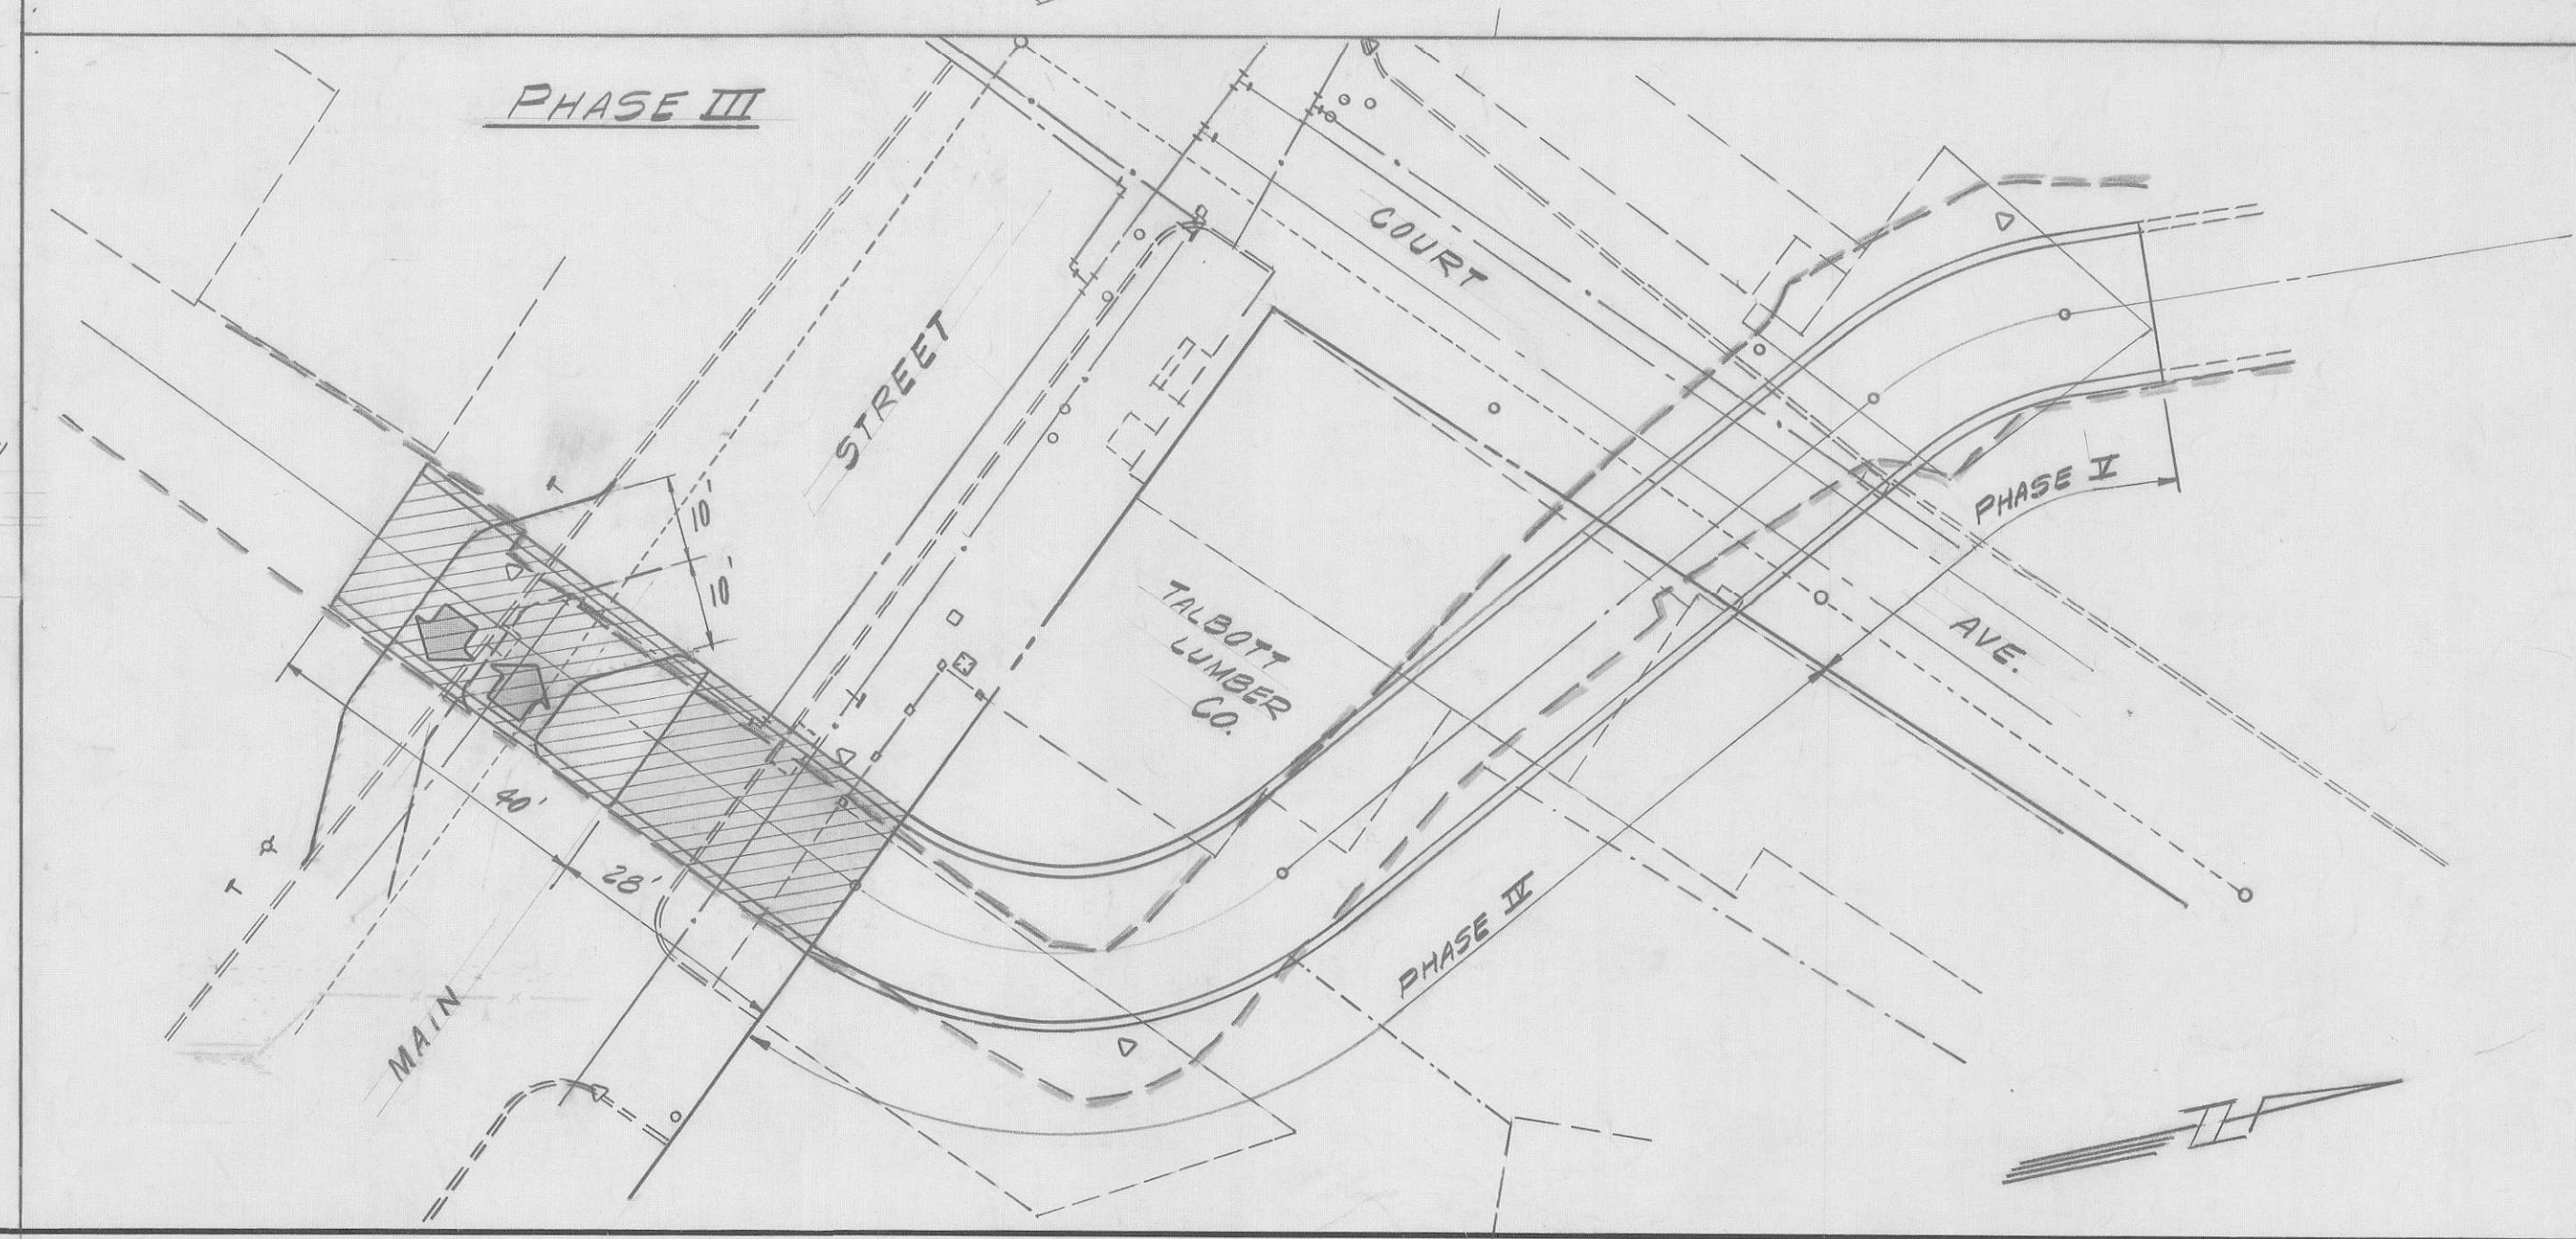 PHASE III
COURT
STREET
10'
10'
PHASE V
TALBOTT
LUMBER
CO.
AVE.
40'
28'
PHASE IV
MAIN
N